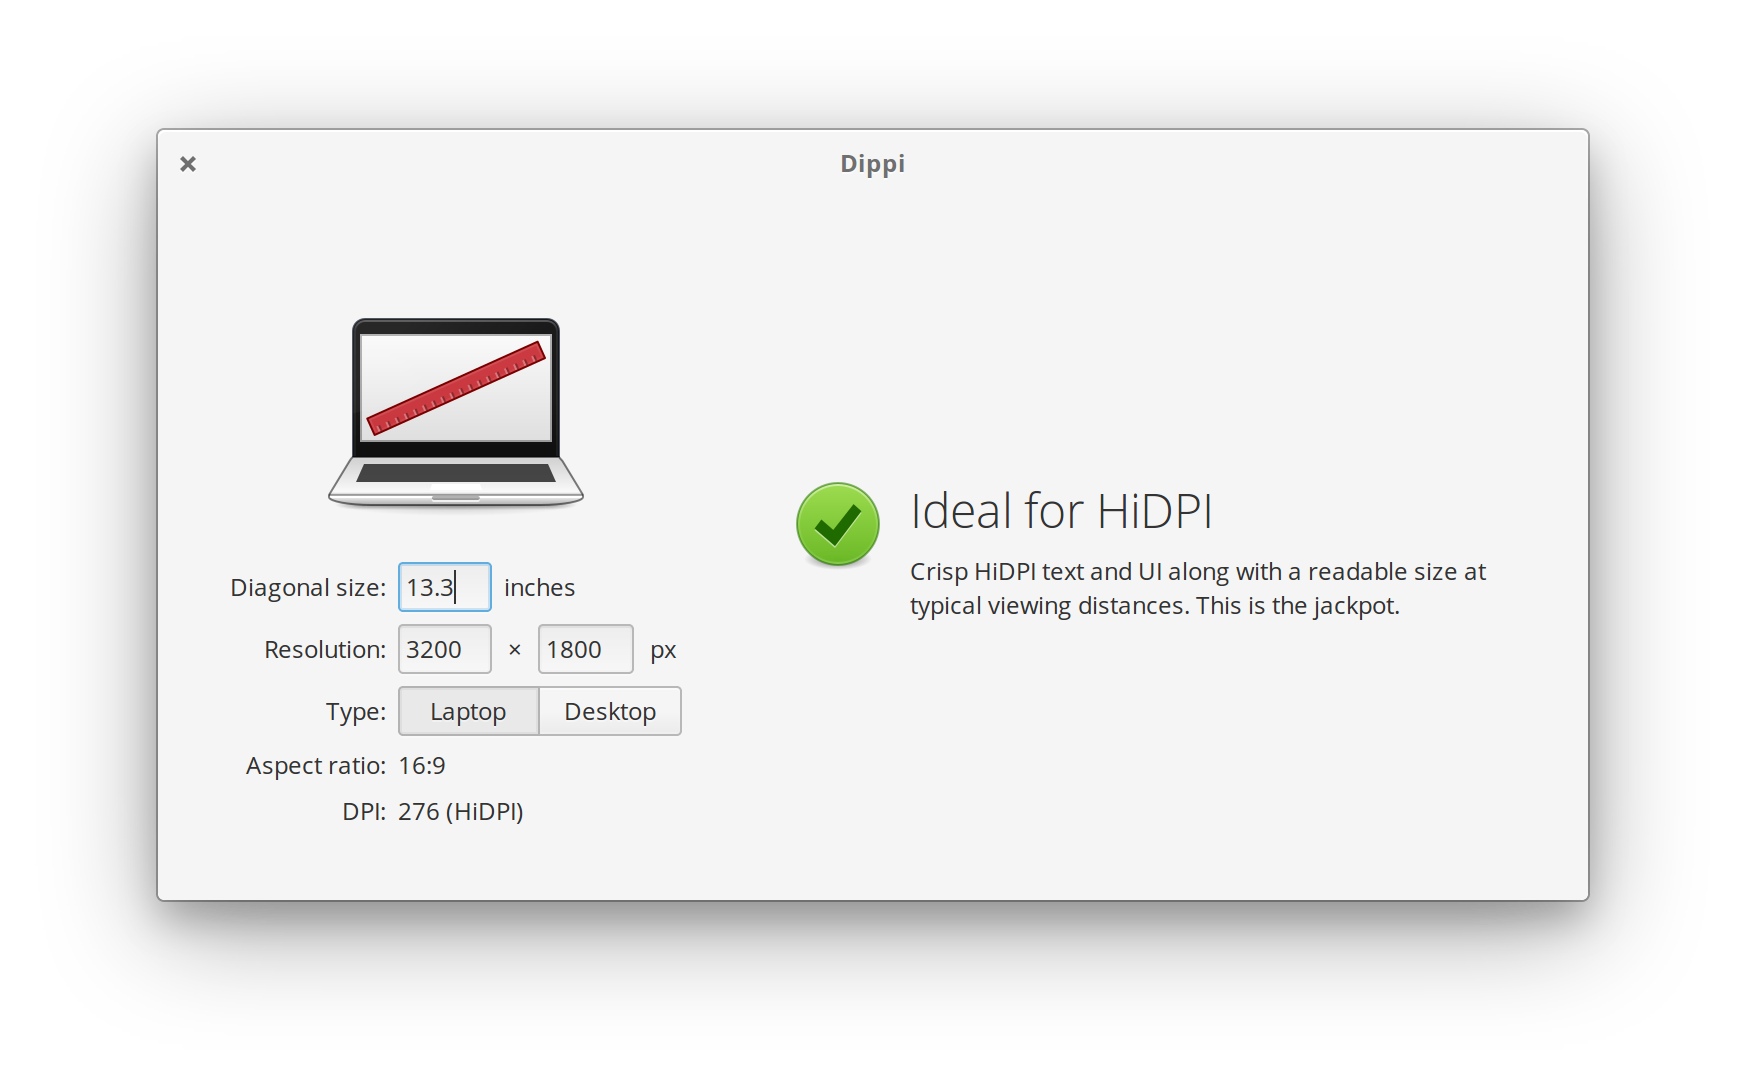 Dippi
Diagonal size: 13.3 inches
Resolution: 3200 × 1800 px
Type: Laptop Desktop
Aspect ratio: 16:9
DPI: 276 (HiDPI)
Ideal for HiDPI
Crisp HiDPI text and UI along with a readable size at
typical viewing distances. This is the jackpot.